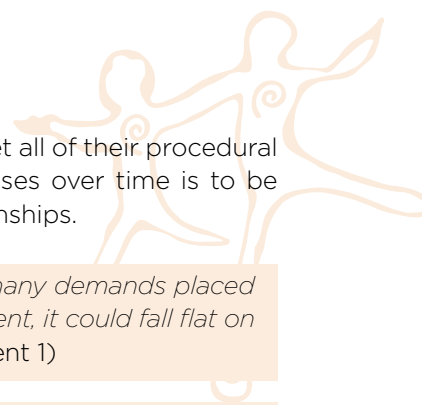 t all of their procedural
ses over time is to be
nships.
many demands placed
ent, it could fall flat on
ent 1)